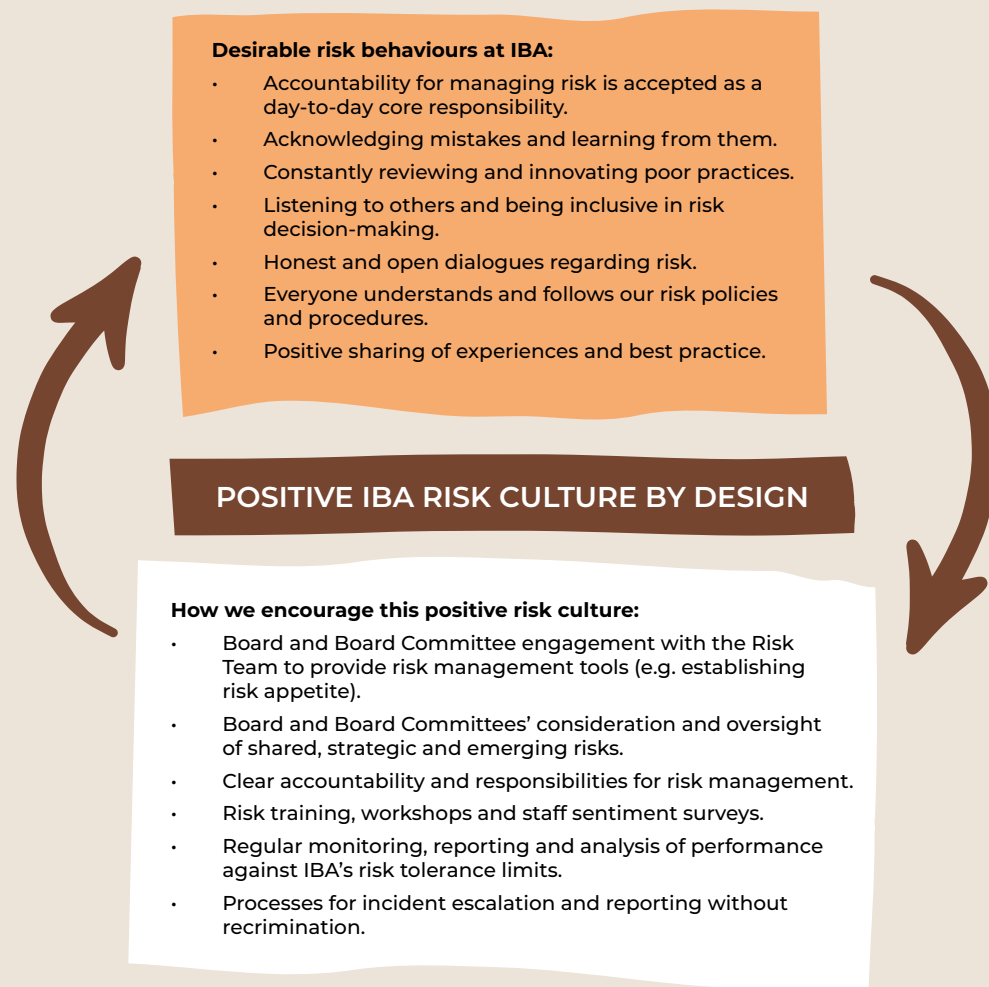 Desirable risk behaviours at IBA:
• Accountability for managing risk is accepted as a
day-to-day core responsibility.
• Acknowledging mistakes and learning from them.
• Constantly reviewing and innovating poor practices.
• Listening to others and being inclusive in risk
decision-making.
• Honest and open dialogues regarding risk.
• Everyone understands and follows our risk policies
and procedures.
• Positive sharing of experiences and best practice.
POSITIVE IBA RISK CULTURE BY DESIGN
How we encourage this positive risk culture:
• Board and Board Committee engagement with the Risk
Team to provide risk management tools (e.g. establishing
risk appetite).
• Board and Board Committees’ consideration and oversight
of shared, strategic and emerging risks.
• Clear accountability and responsibilities for risk management.
• Risk training, workshops and staff sentiment surveys.
• Regular monitoring, reporting and analysis of performance
against IBA’s risk tolerance limits.
• Processes for incident escalation and reporting without
recrimination.